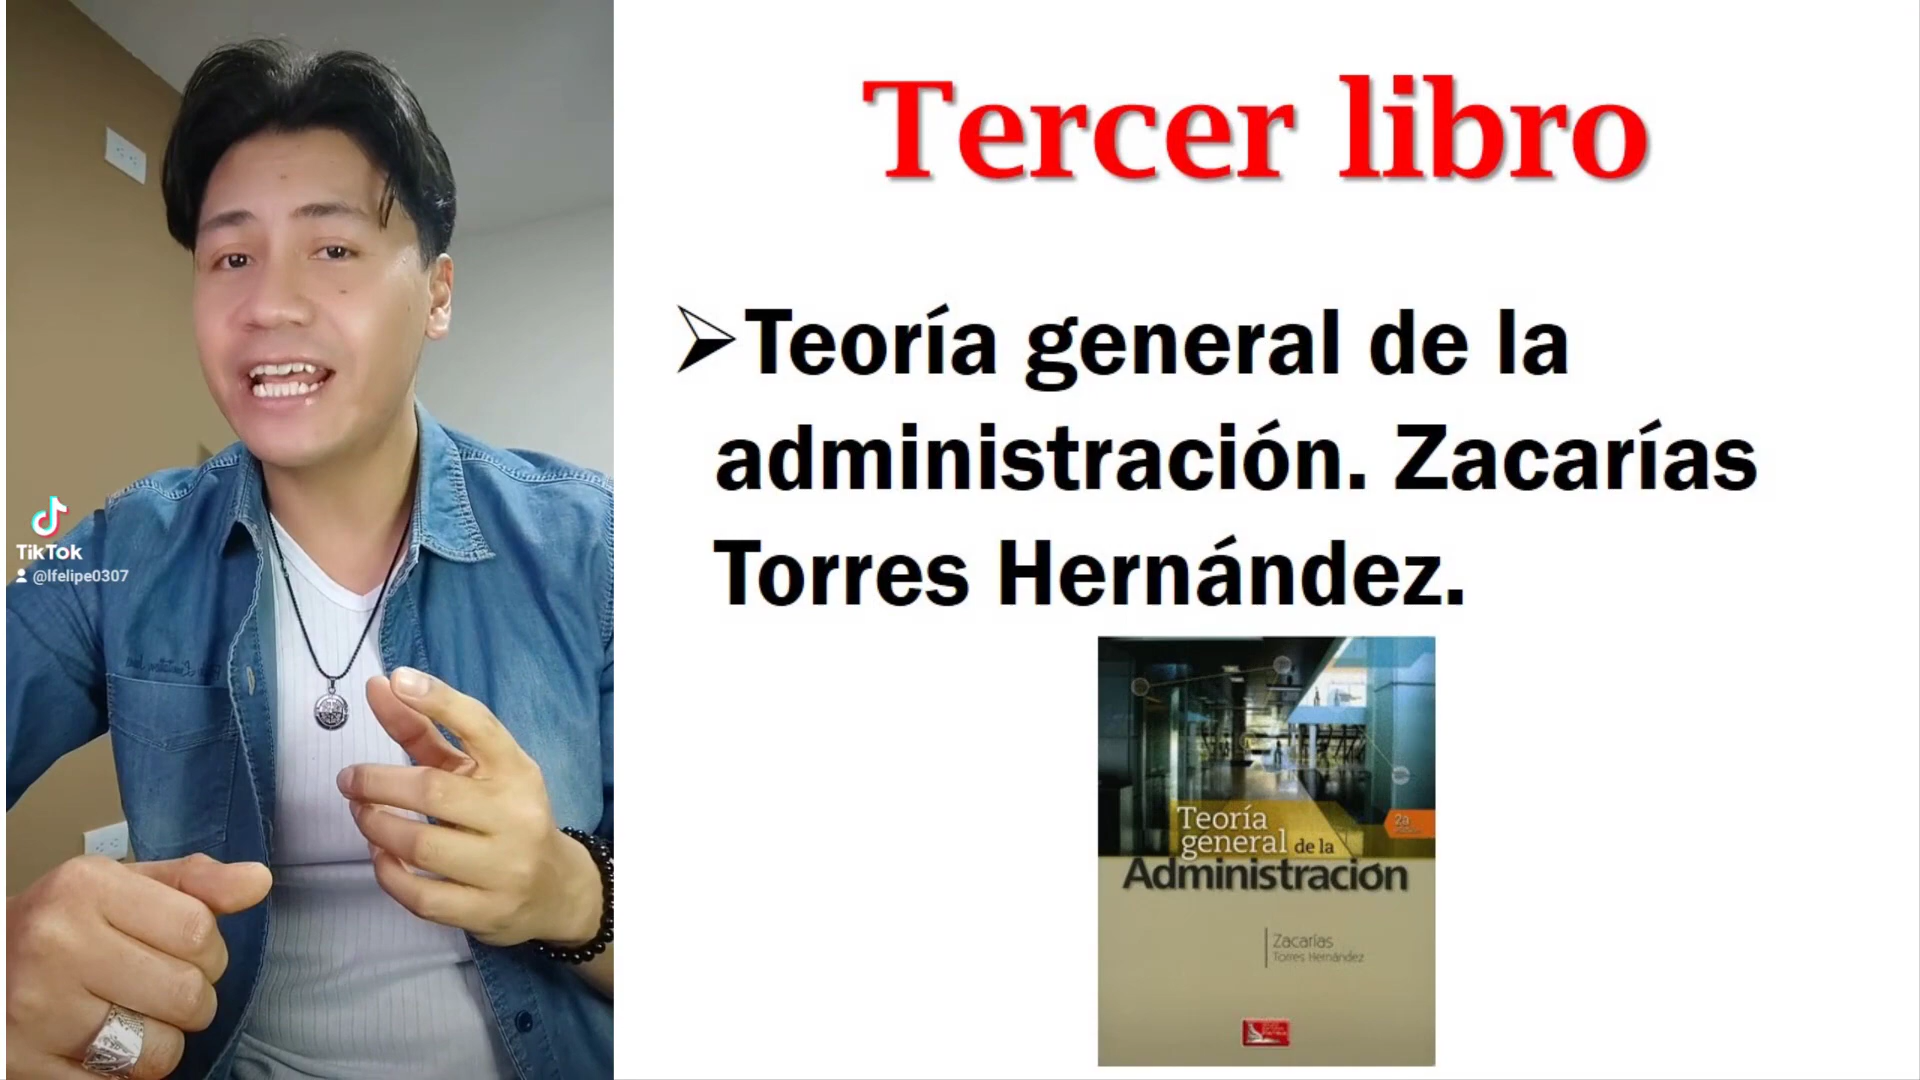 Tercer libro
Teoría general de la
administración. Zacarías
Torres Hernández.
TikTok
@lfelipe0307
Teoría
general de la
Administración
2a
Zacarías
Torres Hernández